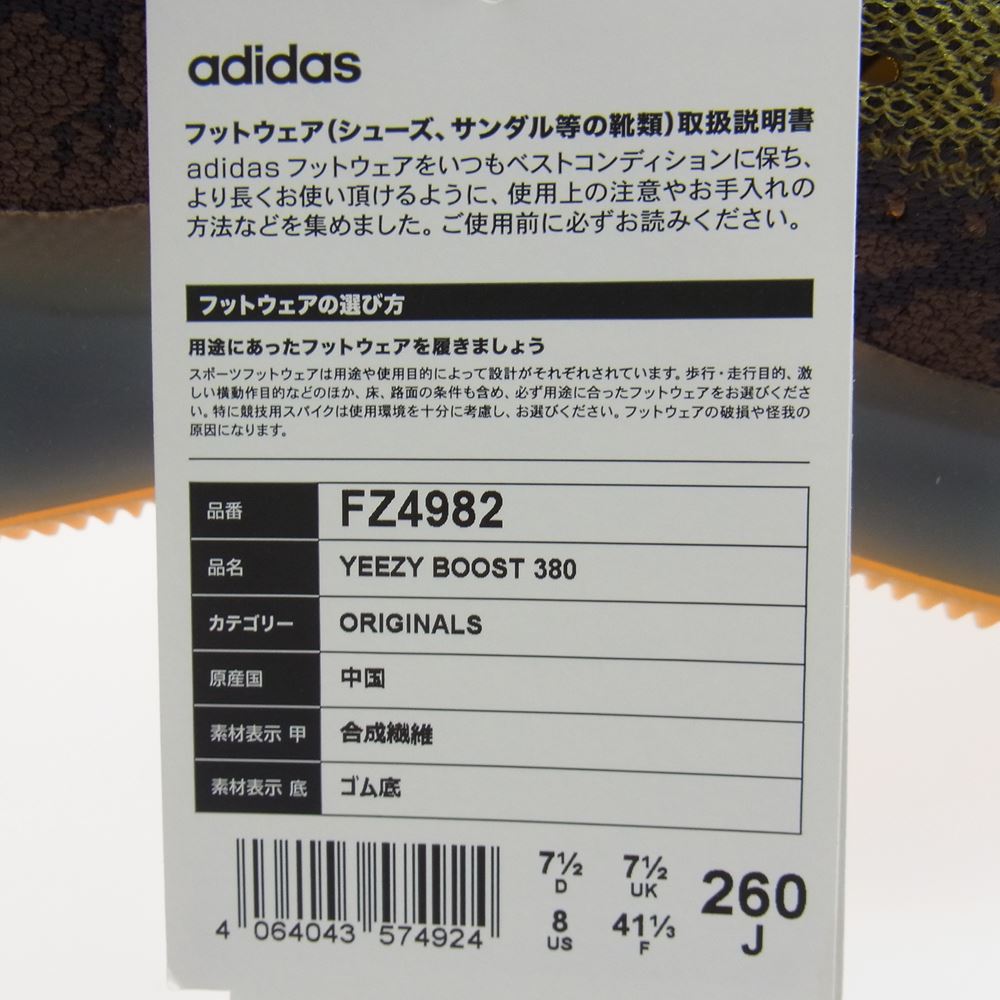 adidas
フットウェア(シューズ、サンダル等の靴類)取扱説明書
adidas フットウェアをいつもベストコンディションに保ち、
より長くお使い頂けるように、使用上の注意やお手入れの
方法などを集めました。ご使用前に必ずお読みください。
フットウェアの選び方
用途にあったフットウェアを履きましょう
スポーツフットウェアは用途や使用目的によって設計がそれぞれされています。歩行・走行目的、激
しい横動作目的などのほか、床、路面の条件も含め、必ず用途に合ったフットウェアをお選びくださ
い。特に競技用スパイクは使用環境を十分に考慮し、お選びください。フットウェアの破損や怪我の
原因になります。
品番 FZ4982
品名 YEEZY BOOST 380
カテゴリー ORIGINALS
原産国 中国
素材表示 甲 合成繊維
素材表示 底 ゴム底
7½ 7½ 260
D UK J
8 41⅓
US F
4 064043 574924